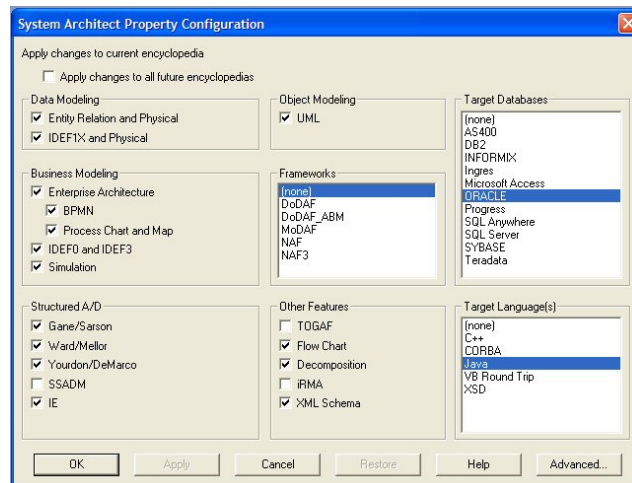 System Architect Property Configuration
Apply changes to current encyclopedia
Apply changes to all future encyclopedias
Data Modeling
Entity Relation and Physical
IDEF1X and Physical
Object Modeling
UML
Target Databases
(none)
AS400
DB2
INFORMIX
Ingres
Microsoft Access
ORACLE
Progress
SQL Anywhere
SQL Server
SYBASE
Teradata
Business Modeling
Enterprise Architecture
BPMN
Process Chart and Map
IDEF0 and IDEF3
Simulation
Frameworks
(none)
DoDAF
DoDAF_ABM
MoDAF
NAF
NAF3
Structured A/D
Gane/Sarson
Ward/Mellor
Yourdon/DeMarco
SSADM
IE
Other Features
TOGAF
Flow Chart
Decomposition
iRMA
XML Schema
Target Language(s)
(none)
C++
CORBA
Java
VB Round Trip
XSD
OK
Apply
Cancel
Restore
Help
Advanced...